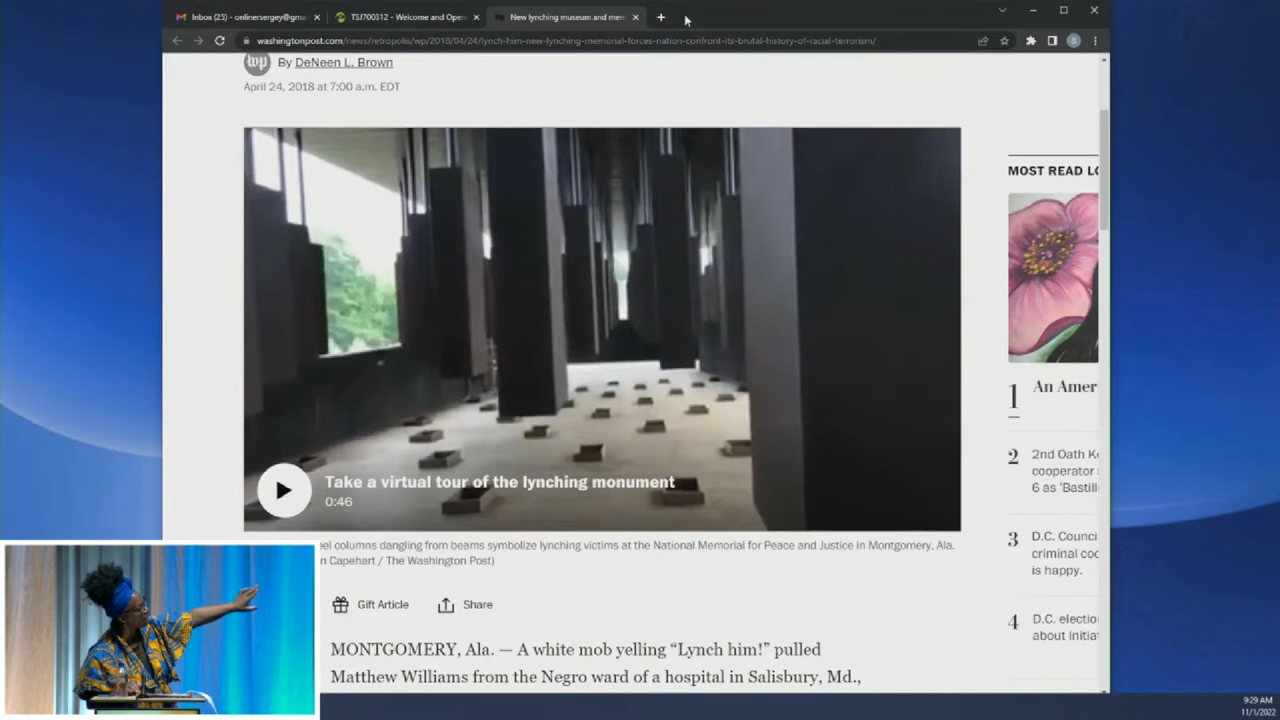 Inbox (25) - onlinersergey@gma
TSJ700312 - Welcome and Open
New lynching museum and mem
washingtonpost.com/news/retropolis/wp/2018/04/24/lynch-him-new-lynching-memorial-forces-nation-confront-its-brutal-history-of-racial-terrorism/
wp
By DeNeen L. Brown
April 24, 2018 at 7:00 a.m. EDT
MOST READ LO
Take a virtual tour of the lynching monument
0:46
1 An Amer
2 2nd Oath Ke
cooperator
6 as 'Bastill
3 D.C. Counci
criminal cod
is happy.
4 D.C. electio
about Initia
eel columns dangling from beams symbolize lynching victims at the National Memorial for Peace and Justice in Montgomery, Ala.
n Capehart / The Washington Post)
Gift Article
Share
MONTGOMERY, Ala. — A white mob yelling “Lynch him!” pulled
Matthew Williams from the Negro ward of a hospital in Salisbury, Md.,
9:29 AM
11/1/2022